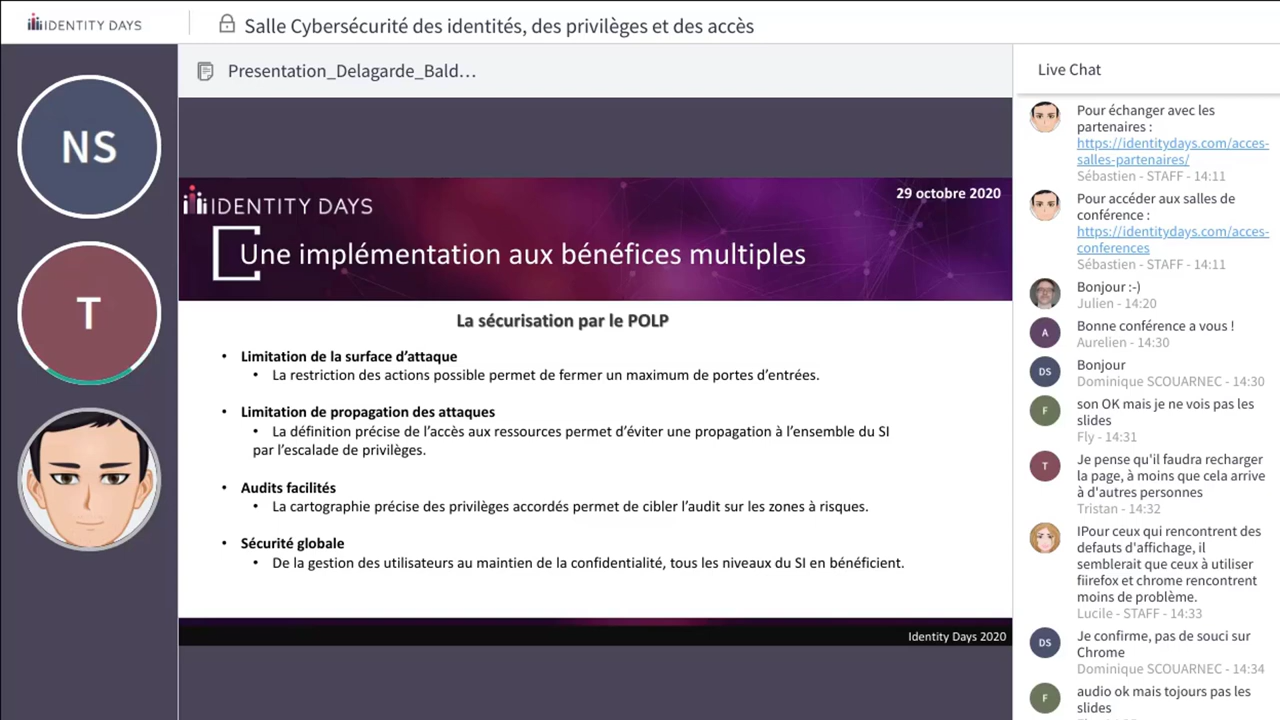 IDENTITY DAYS
Salle Cybersécurité des identités, des privilèges et des accès
NS
T
Presentation_Delagarde_Bald…
IDENTITY DAYS
29 octobre 2020
Une implémentation aux bénéfices multiples
La sécurisation par le POLP
• Limitation de la surface d'attaque
• La restriction des actions possible permet de fermer un maximum de portes d'entrées.
• Limitation de propagation des attaques
• La définition précise de l'accès aux ressources permet d'éviter une propagation à l'ensemble du SI
par l'escalade de privilèges.
• Audits facilités
• La cartographie précise des privilèges accordés permet de cibler l'audit sur les zones à risques.
• Sécurité globale
• De la gestion des utilisateurs au maintien de la confidentialité, tous les niveaux du SI en bénéficient.
Identity Days 2020
Live Chat
Pour échanger avec les
partenaires :
https://identitydays.com/acces-
salles-partenaires/
Sébastien - STAFF - 14:11
Pour accéder aux salles de
conférence :
https://identitydays.com/acces-
conferences
Sébastien - STAFF - 14:11
Bonjour :-)
Julien - 14:20
A
Bonne conférence a vous !
Aurelien - 14:30
DS
Bonjour
Dominique SCOUARNEC - 14:30
F
son OK mais je ne vois pas les
slides
Fly - 14:31
T
Je pense qu'il faudra recharger
la page, à moins que cela arrive
à d'autres personnes
Tristan - 14:32
IPour ceux qui rencontrent des
defauts d'affichage, il
semblerait que ceux à utiliser
fiirefox et chrome rencontrent
moins de problème.
Lucile - STAFF - 14:33
DS
Je confirme, pas de souci sur
Chrome
Dominique SCOUARNEC - 14:34
F
audio ok mais tojours pas les
slides